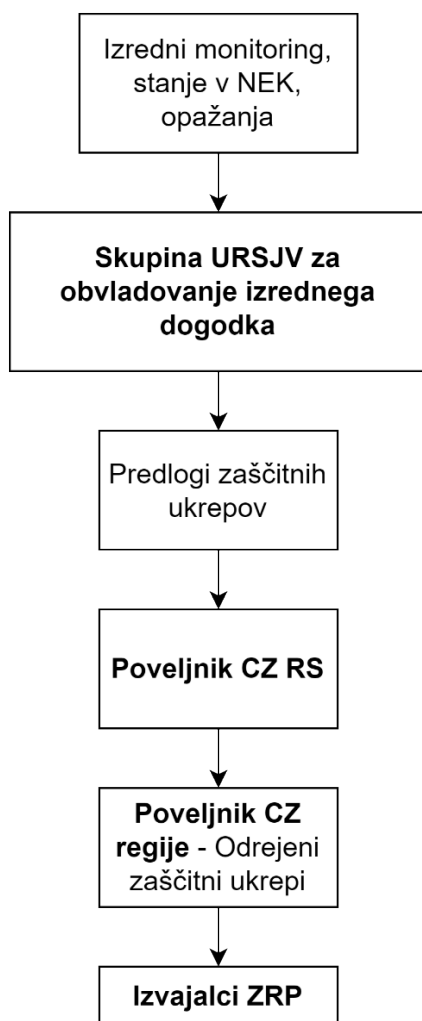 Izredni monitoring,
stanje v NEK,
opažanja
Skupina URSJV za
obvladovanje izrednega
dogodka
Predlogi zaščitnih
ukrepov
Poveljnik CZ RS
Poveljnik CZ
regije - Odrejeni
zaščitni ukrepi
Izvajalci ZRP